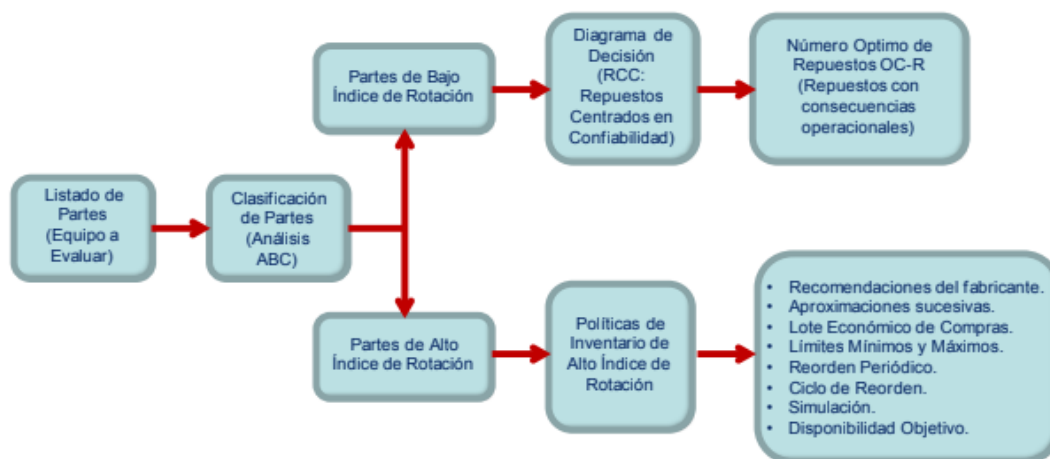 Listado de
Partes
(Equipo a
Evaluar)
Clasificación
de Partes
(Análisis
ABC)
Partes de Bajo
Índice de Rotación
Diagrama de
Decisión
(RCC:
Repuestos
Centrados en
Confiabilidad)
Número Optimo de
Repuestos OC-R
(Repuestos con
consecuencias
operacionales)
Partes de Alto
Índice de Rotación
Políticas de
Inventario de
Alto Índice de
Rotación
• Recomendaciones del fabricante.
• Aproximaciones sucesivas.
• Lote Económico de Compras.
• Límites Mínimos y Máximos.
• Reorden Periódico.
• Ciclo de Reorden.
• Simulación.
• Disponibilidad Objetivo.